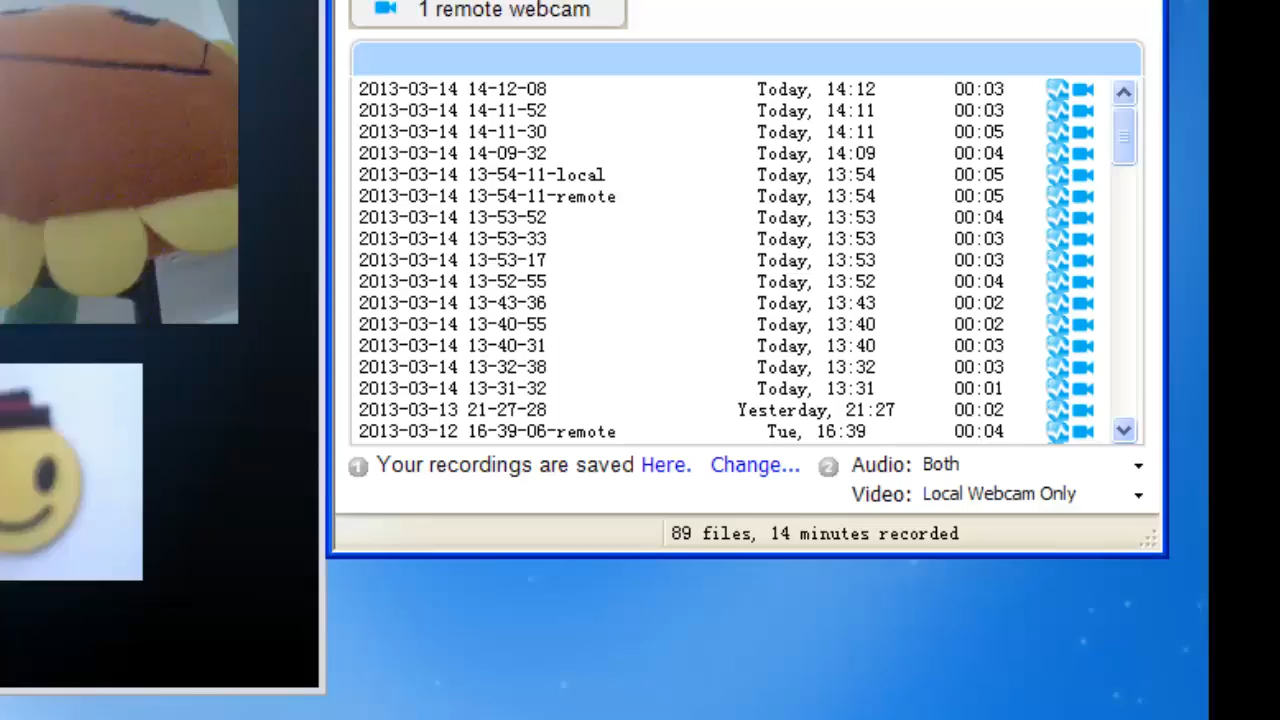 1 remote webcam
2013-03-14 14-12-08 Today, 14:12 00:03
2013-03-14 14-11-52 Today, 14:11 00:03
2013-03-14 14-11-30 Today, 14:11 00:05
2013-03-14 14-09-32 Today, 14:09 00:04
2013-03-14 13-54-11-local Today, 13:54 00:05
2013-03-14 13-54-11-remote Today, 13:54 00:05
2013-03-14 13-53-52 Today, 13:53 00:04
2013-03-14 13-53-33 Today, 13:53 00:03
2013-03-14 13-53-17 Today, 13:53 00:03
2013-03-14 13-52-55 Today, 13:52 00:04
2013-03-14 13-43-36 Today, 13:43 00:02
2013-03-14 13-40-55 Today, 13:40 00:02
2013-03-14 13-40-31 Today, 13:40 00:03
2013-03-14 13-32-38 Today, 13:32 00:03
2013-03-14 13-31-32 Today, 13:31 00:01
2013-03-13 21-27-28 Yesterday, 21:27 00:02
2013-03-12 16-39-06-remote Tue, 16:39 00:04
1 Your recordings are saved Here. Change... 2 Audio: Both
Video: Local Webcam Only
89 files, 14 minutes recorded